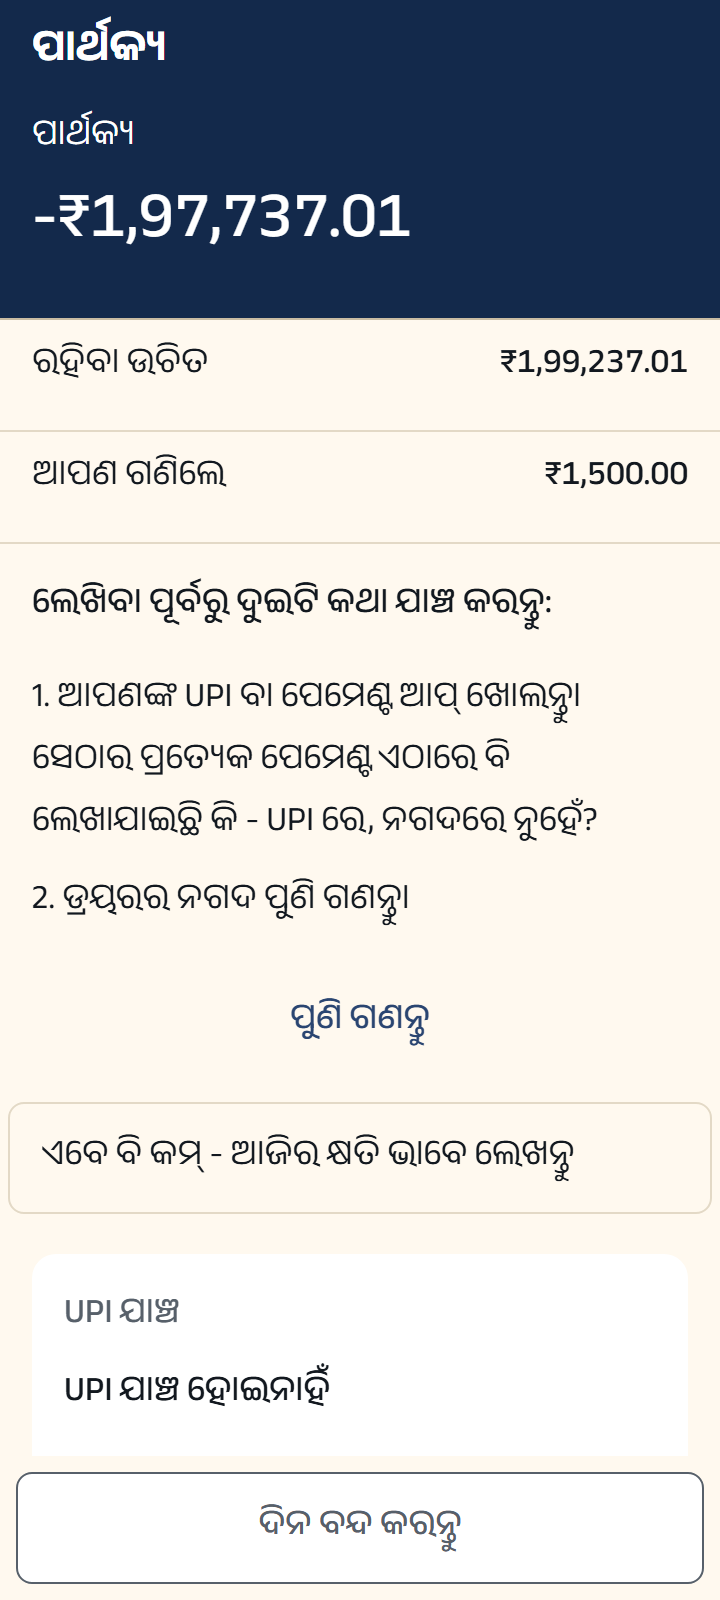 ପାର୍ଥକ୍ୟ
ପାର୍ଥକ୍ୟ
-₹1,97,737.01
ରହିବା ଉଚିତ ₹1,99,237.01
ଆପଣ ଗଣିଲେ ₹1,500.00
ଲେଖିବା ପୂର୍ବରୁ ଦୁଇଟି କଥା ଯାଞ୍ଚ କରନ୍ତୁ:
1. ଆପଣଙ୍କ UPI ବା ପେମେଣ୍ଟ ଆପ୍ ଖୋଲନ୍ତୁ।
ସେଠାର ପ୍ରତ୍ୟେକ ପେମେଣ୍ଟ ଏଠାରେ ବି
ଲେଖାଯାଇଛି କି - UPI ରେ, ନଗଦରେ ନୁହେଁ?
2. ଡ୍ରୟରର ନଗଦ ପୁଣି ଗଣନ୍ତୁ।
ପୁଣି ଗଣନ୍ତୁ
ଏବେ ବି କମ୍ - ଆଜିର କ୍ଷତି ଭାବେ ଲେଖନ୍ତୁ
UPI ଯାଞ୍ଚ
UPI ଯାଞ୍ଚ ହୋଇନାହିଁ
ଦିନ ବନ୍ଦ କରନ୍ତୁ